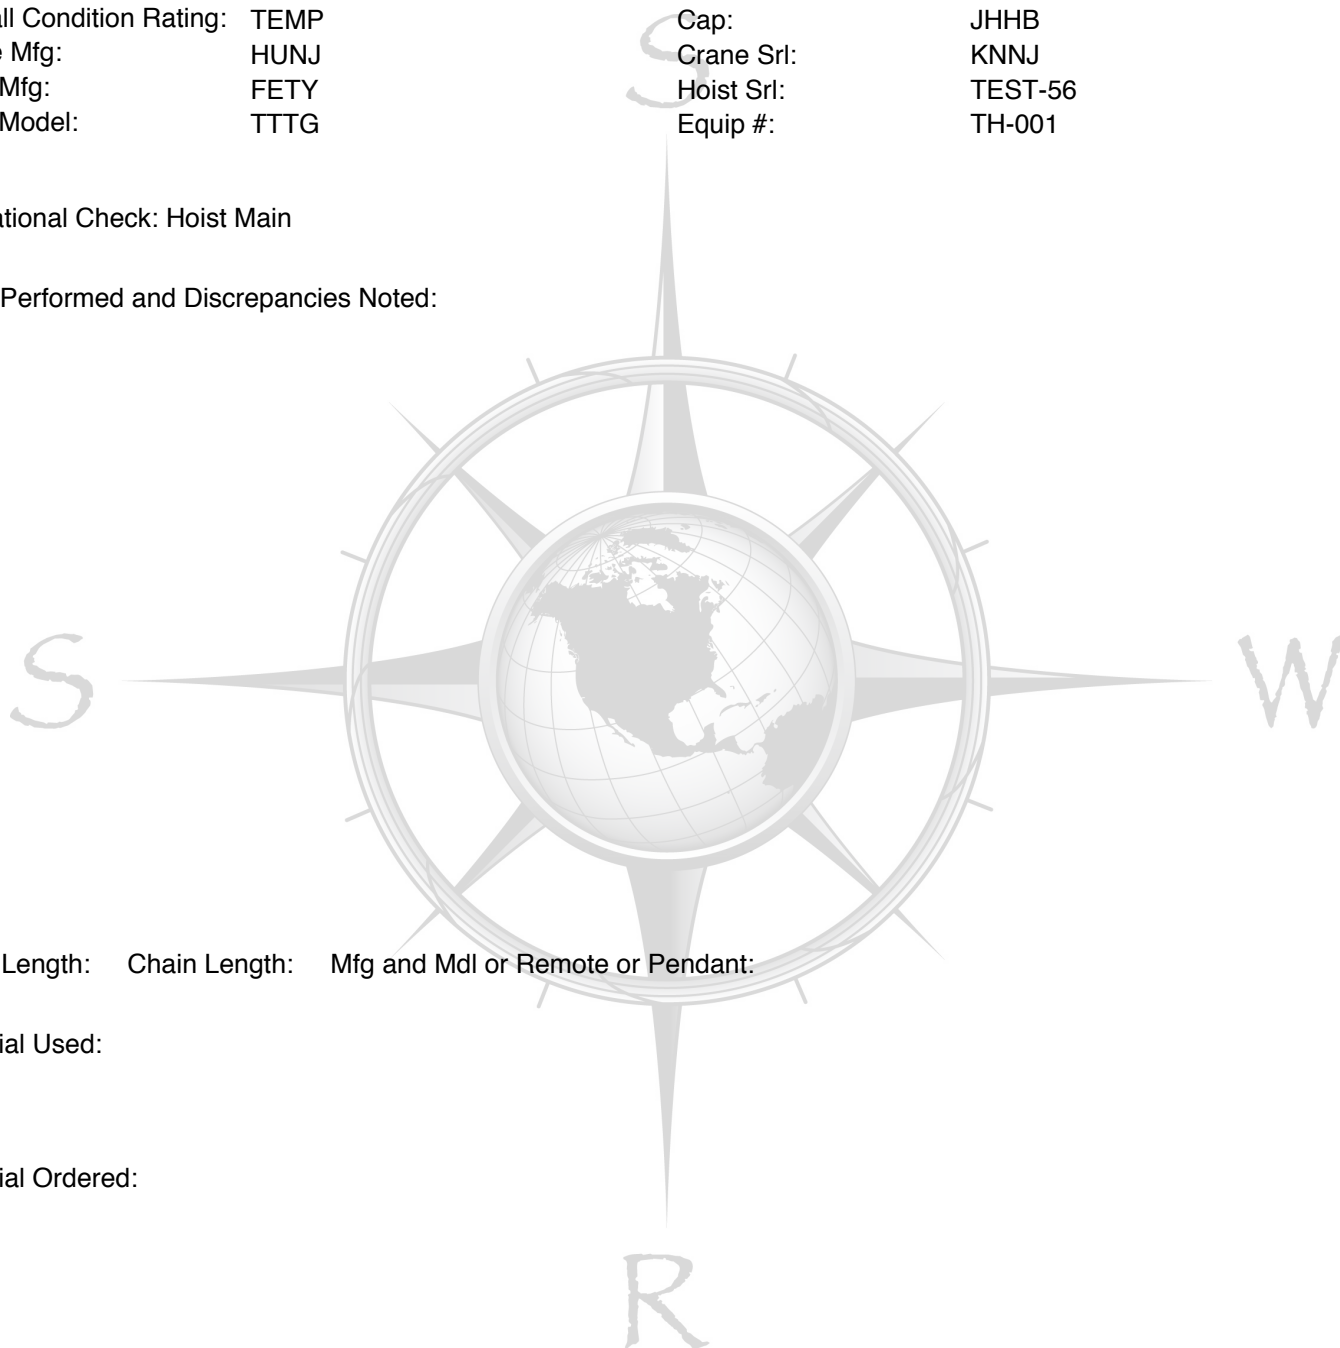 all Condition Rating: TEMP Cap: JHHB
e Mfg: HUNJ Crane Srl: KNNJ
Mfg: FETY Hoist Srl: TEST-56
Model: TTTG Equip #: TH-001
ational Check: Hoist Main
Performed and Discrepancies Noted:
Length: Chain Length: Mfg and Mdl or Remote or Pendant:
ial Used:
ial Ordered:
S
S W
R